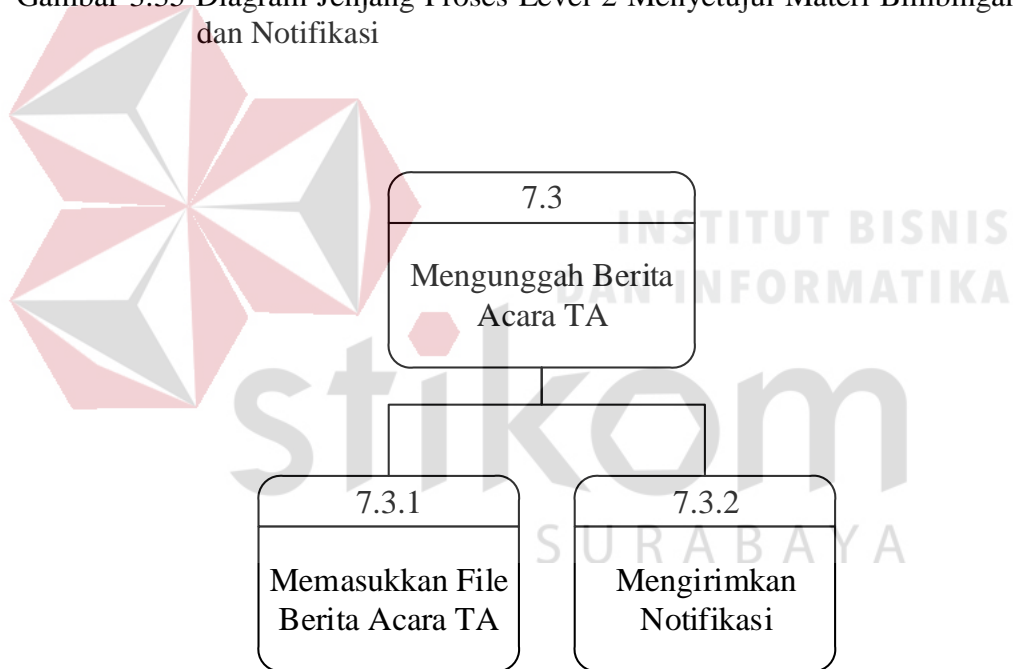 Gambar 3.35 Diagram Jenjang Proses Level 2 Menyetujui Materi Bimbingan
dan Notifikasi
7.3
Mengunggah Berita
Acara TA
INSTITUT BISNIS
DAN INFORMATIKA
stikom
SURABAYA
7.3.1
Memasukkan File
Berita Acara TA
7.3.2
Mengirimkan
Notifikasi